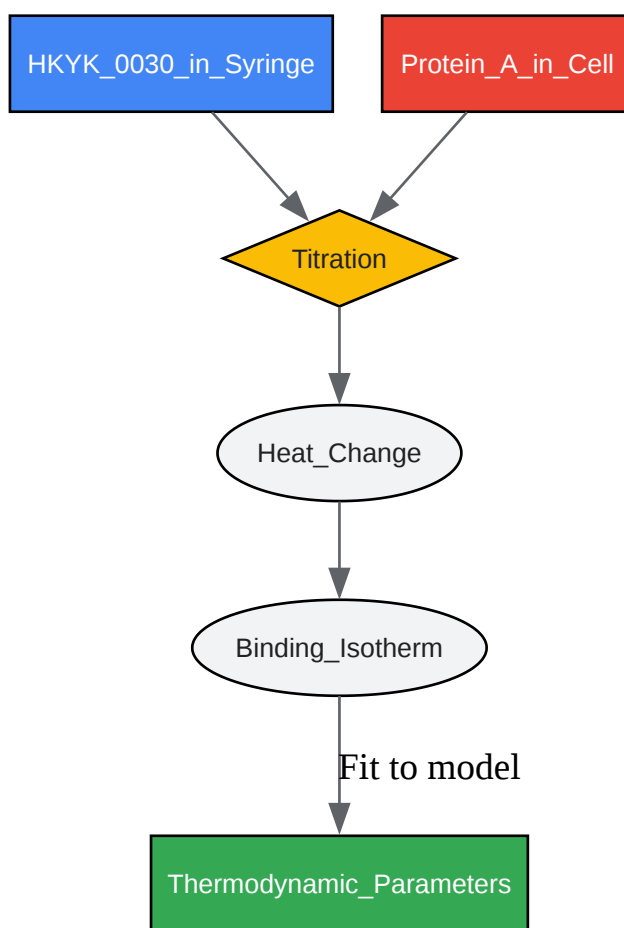 HKYK_0030_in_Syringe
Protein_A_in_Cell
Titration
Heat_Change
Binding_Isotherm
Fit to model
Thermodynamic_Parameters